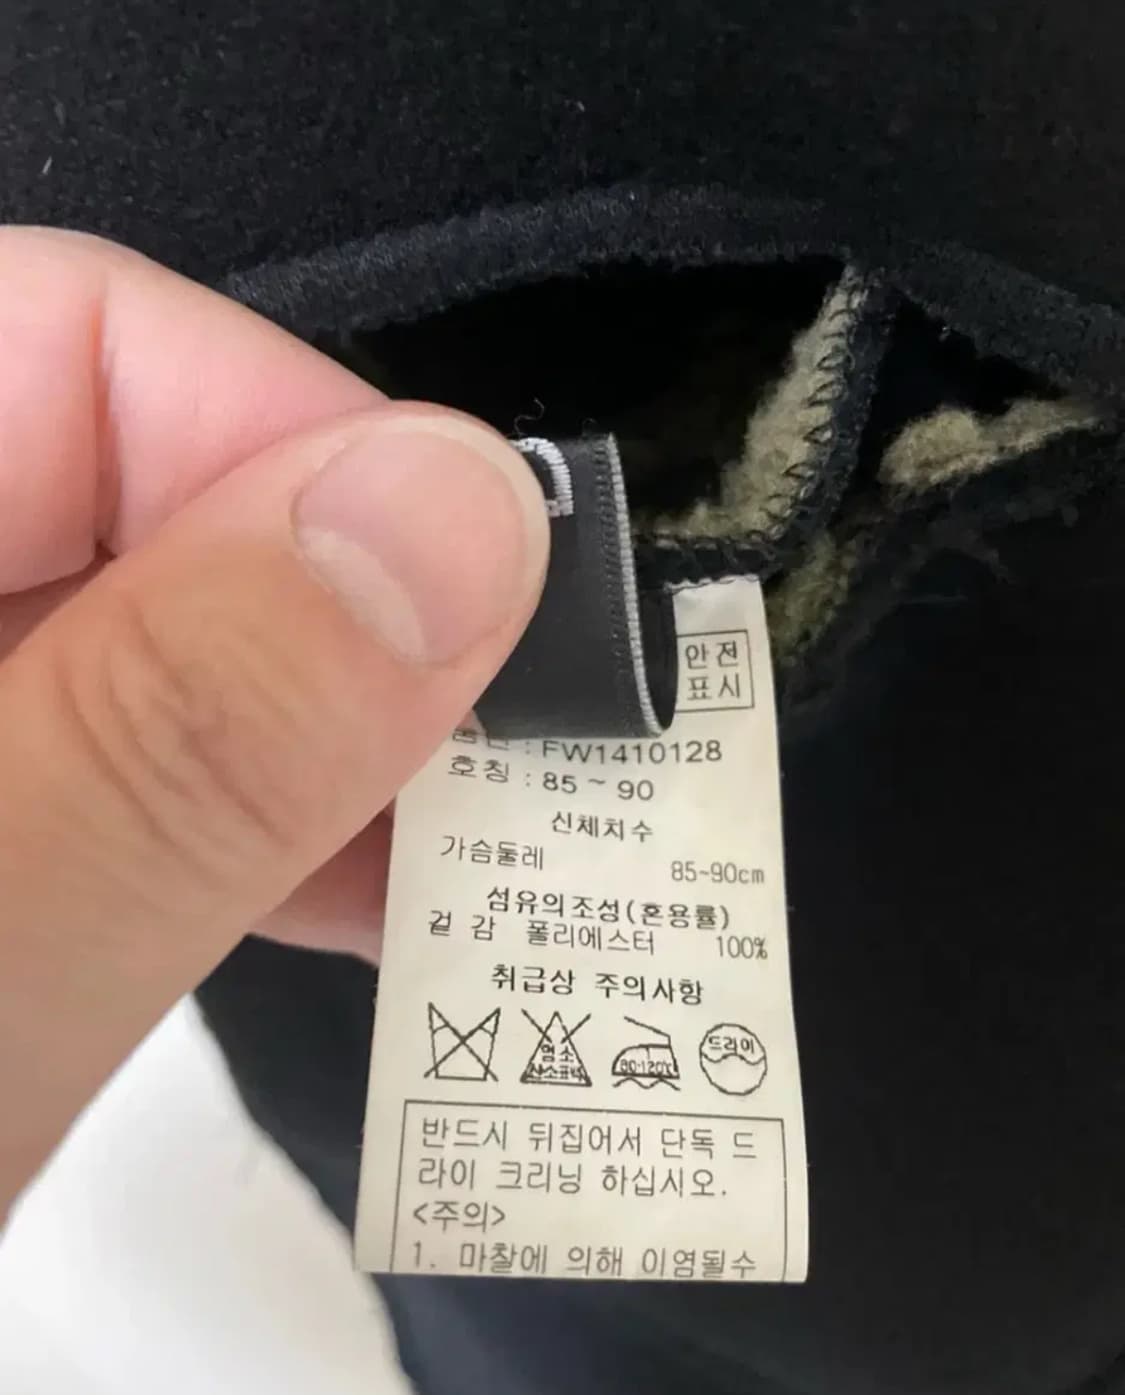 안전
표시
품번 : FW1410128
호칭 : 85 ~ 90
신체치수
가슴둘레 85~90cm
섬유의조성(혼용률)
겉 감 폴리에스터 100%
취급상 주의사항
염소
산소표백
80-120℃
드라이
반드시 뒤집어서 단독 드
라이 크리닝 하십시오.
<주의>
1. 마찰에 의해 이염될수